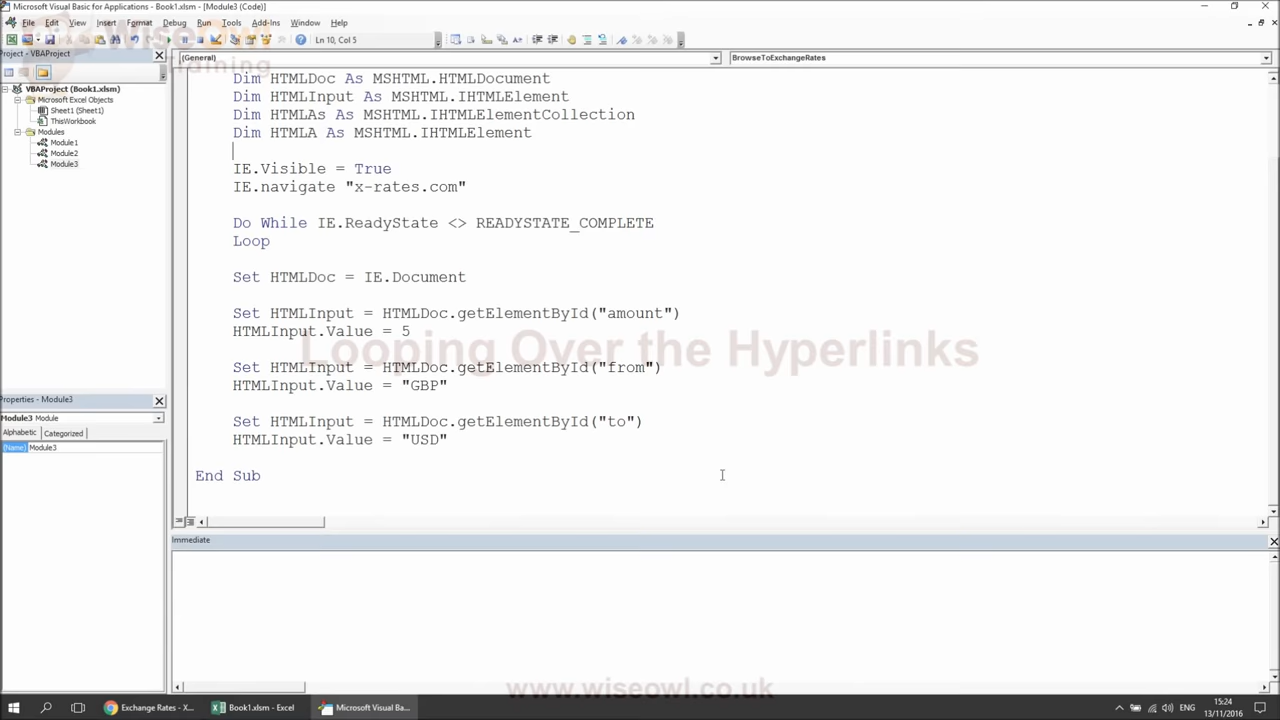 Microsoft Visual Basic for Applications - Book1.xlsm - [Module3 (Code)]
File Edit View Insert Format Debug Run Tools Add-Ins Window Help
Ln 10, Col 5
Project - VBAProject
(General)
BrowseToExchangeRates
VBAProject (Book1.xlsm)
Microsoft Excel Objects
Sheet1 (Sheet1)
ThisWorkbook
Modules
Module1
Module2
Module3
Dim HTMLDoc As MSHTML.HTMLDocument
Dim HTMLInput As MSHTML.IHTMLElement
Dim HTMLAs As MSHTML.IHTMLElementCollection
Dim HTMLA As MSHTML.IHTMLElement
IE.Visible = True
IE.navigate "x-rates.com"
Do While IE.ReadyState <> READYSTATE_COMPLETE
Loop
Set HTMLDoc = IE.Document
Set HTMLInput = HTMLDoc.getElementById("amount")
HTMLInput.Value = 5
Looping Over the Hyperlinks
Set HTMLInput = HTMLDoc.getElementById("from")
HTMLInput.Value = "GBP"
Set HTMLInput = HTMLDoc.getElementById("to")
HTMLInput.Value = "USD"
End Sub
Properties - Module3
Module3 Module
Alphabetic Categorized
(Name) Module3
Immediate
www.wiseowl.co.uk
Exchange Rates - X...
Book1.xlsm - Excel
Microsoft Visual Ba...
ENG
15:24
13/11/2016